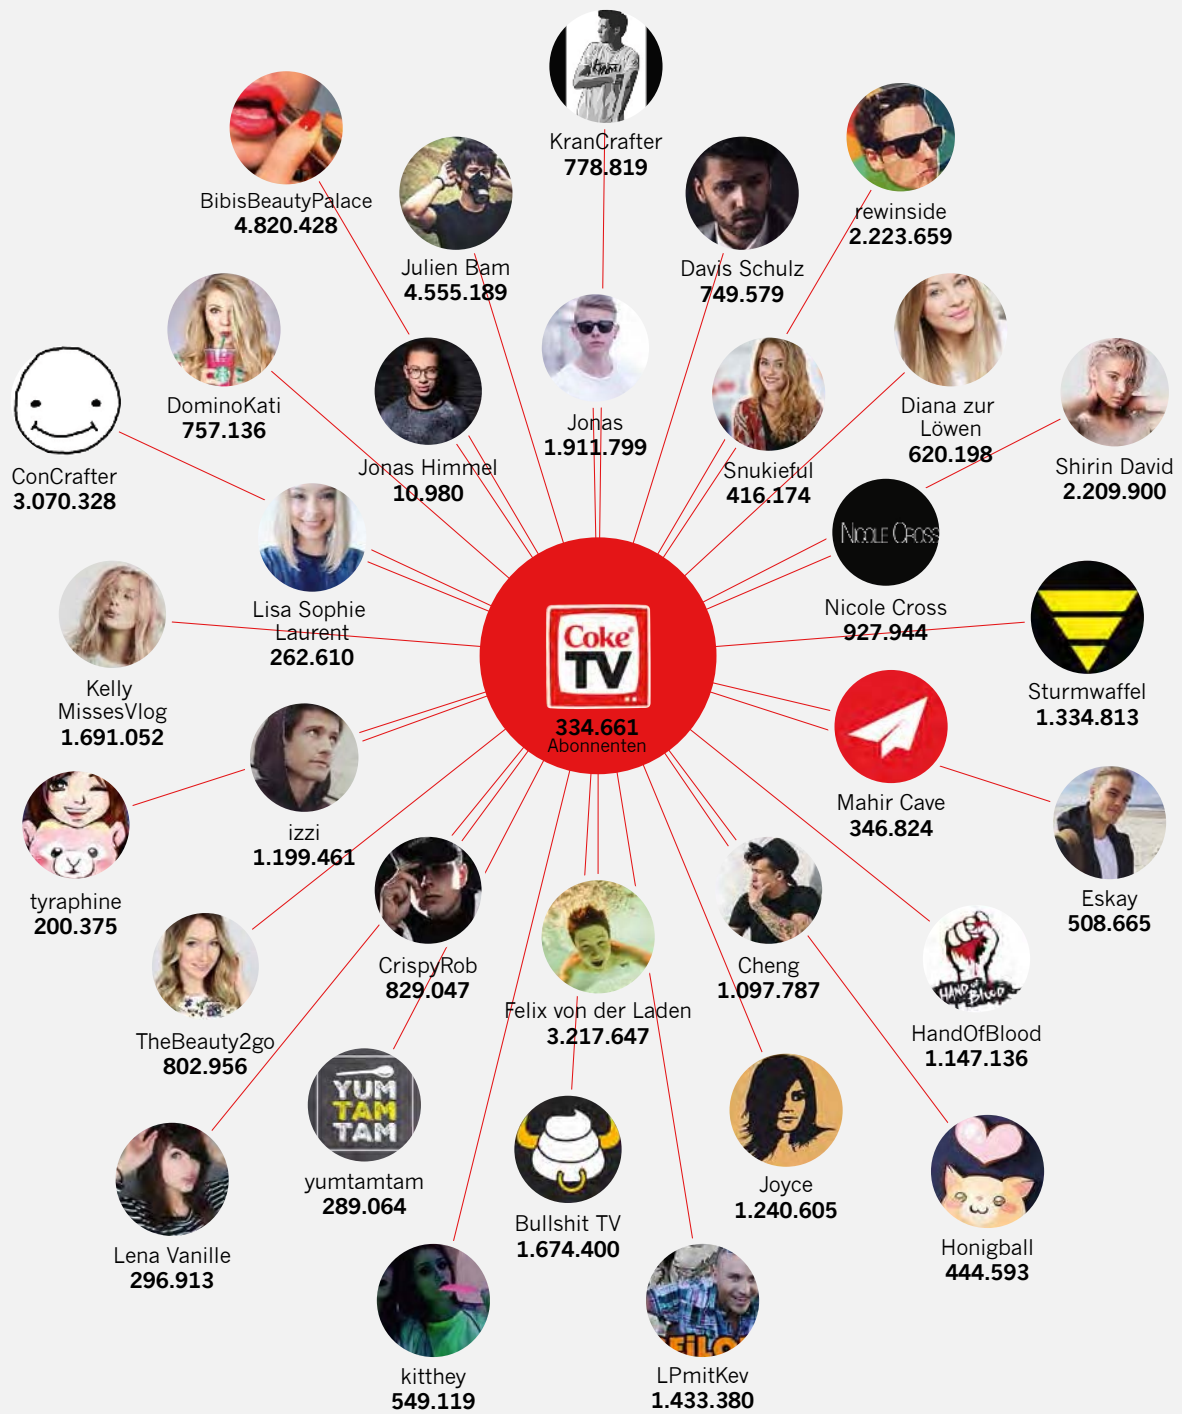 KranCrafter
778.819
BibisBeautyPalace
4.820.428
Julien Bam
4.555.189
Davis Schulz
749.579
rewinside
2.223.659
DominoKati
757.136
Jonas Himmel
10.980
Jonas
1.911.799
Snukieful
416.174
Diana zur
Löwen
620.198
Shirin David
2.209.900
ConCrafter
3.070.328
Lisa Sophie
Laurent
262.610
NICOLE CROSS
Nicole Cross
927.944
Kelly
MissesVlog
1.691.052
Coke
TV
334.661
Abonnenten
Sturmwaffel
1.334.813
izzi
1.199.461
Mahir Cave
346.824
tyraphine
200.375
Eskay
508.665
TheBeauty2go
802.956
CrispyRob
829.047
Felix von der Laden
3.217.647
Cheng
1.097.787
HAND OF
BLOOD
HandOfBlood
1.147.136
YUM
TAM
TAM
yumtamtam
289.064
Lena Vanille
296.913
Bullshit TV
1.674.400
Joyce
1.240.605
Honigball
444.593
kitthey
549.119
LPmitKev
1.433.380